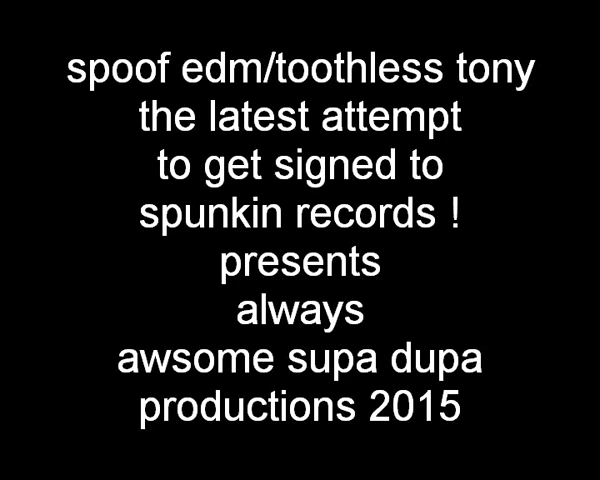 spoof edm/toothless tony
the latest attempt
to get signed to
spunkin records !
presents
always
awsome supa dupa
productions 2015